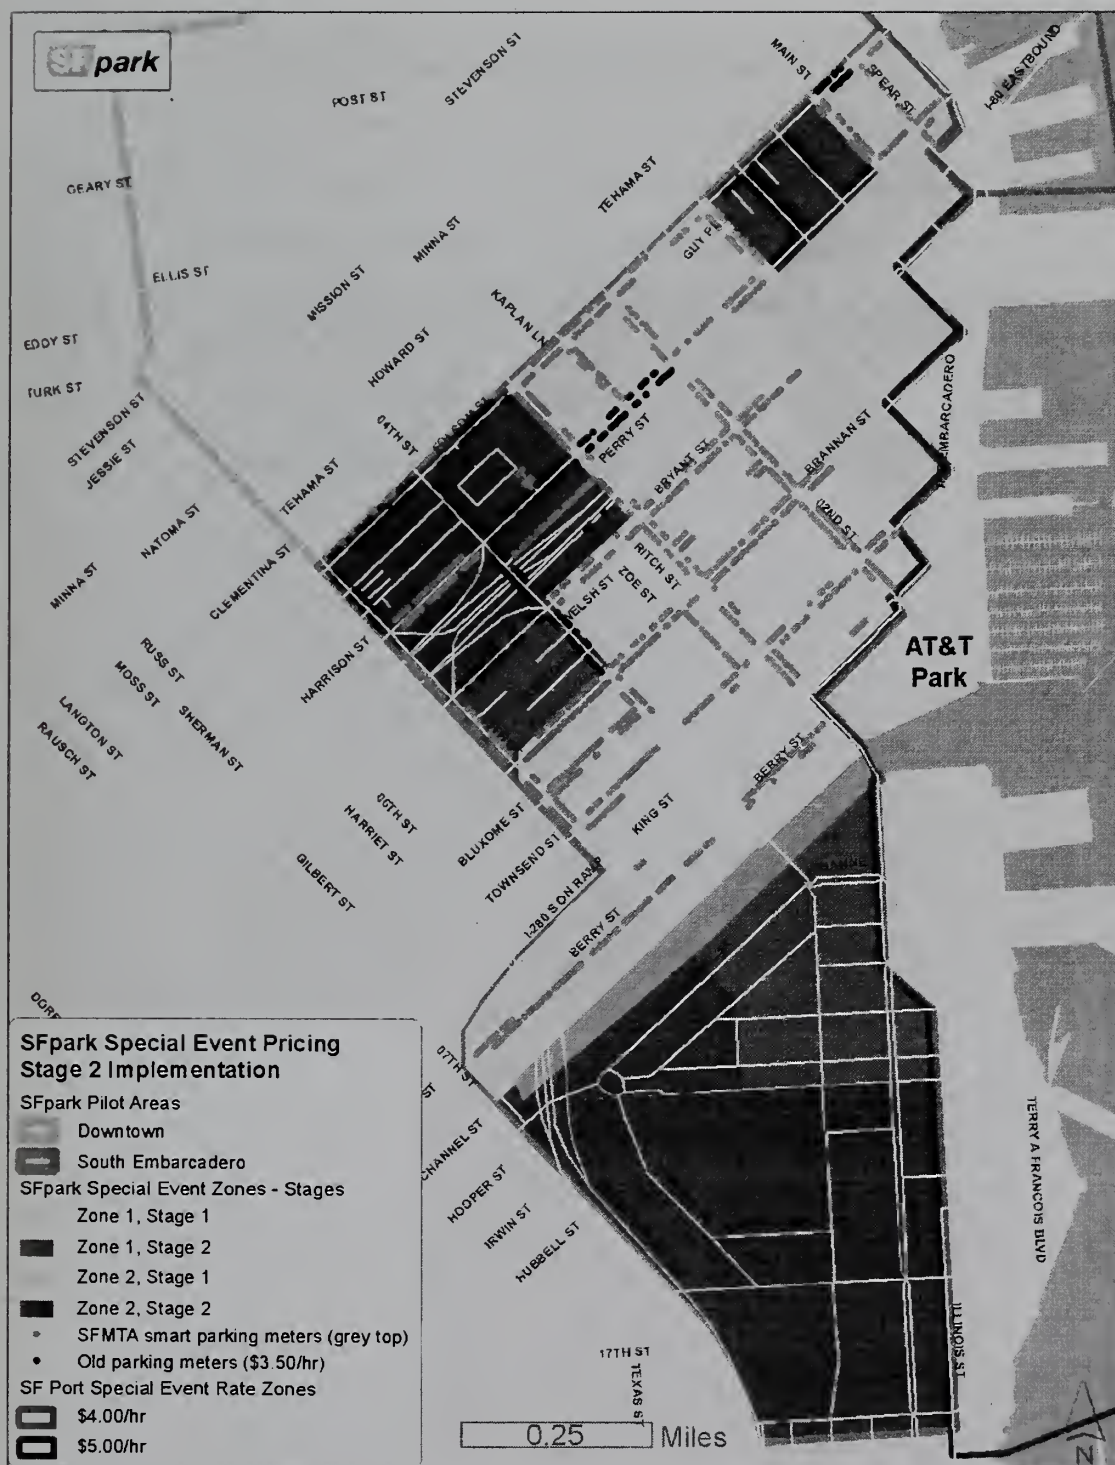 SFpark
POST ST
STEVENSON ST
MAIN ST
SPEAR ST
I-80 EASTBOUND
GEARY ST
TEHAMA ST
MINNA ST
GUY PL
ELLIS ST
MISSION ST
KAPLAN LN
EDDY ST
HOWARD ST
TURK ST
EMBARCADERO
STEVENSON ST
JESSIE ST
04TH ST
PERRY ST
BRYANT ST
BRANNAN ST
TEHAMA ST
02ND ST
NATOMA ST
MINNA ST
CLEMENTINA ST
RITCH ST
ZOE ST
WELSH ST
AT&T
Park
RUSS ST
MOSS ST
HARRISON ST
LANGTON ST
RAUSCH ST
SHERMAN ST
BERRY ST
06TH ST
HARRIET ST
BLUXOME ST
KING ST
GILBERT ST
TOWNSEND ST
I-280 S ON RAMP
BERRY ST
07TH ST
ST
CHANNEL ST
HOOPER ST
IRWIN ST
HUBBELL ST
TERRY A FRANCOIS BLVD
ILLINOIS ST
17TH ST
TEXAS ST
SFpark Special Event Pricing
Stage 2 Implementation
SFpark Pilot Areas
Downtown
South Embarcadero
SFpark Special Event Zones - Stages
Zone 1, Stage 1
Zone 1, Stage 2
Zone 2, Stage 1
Zone 2, Stage 2
SFMTA smart parking meters (grey top)
Old parking meters ($3.50/hr)
SF Port Special Event Rate Zones
$4.00/hr
$5.00/hr
0.25 Miles
N